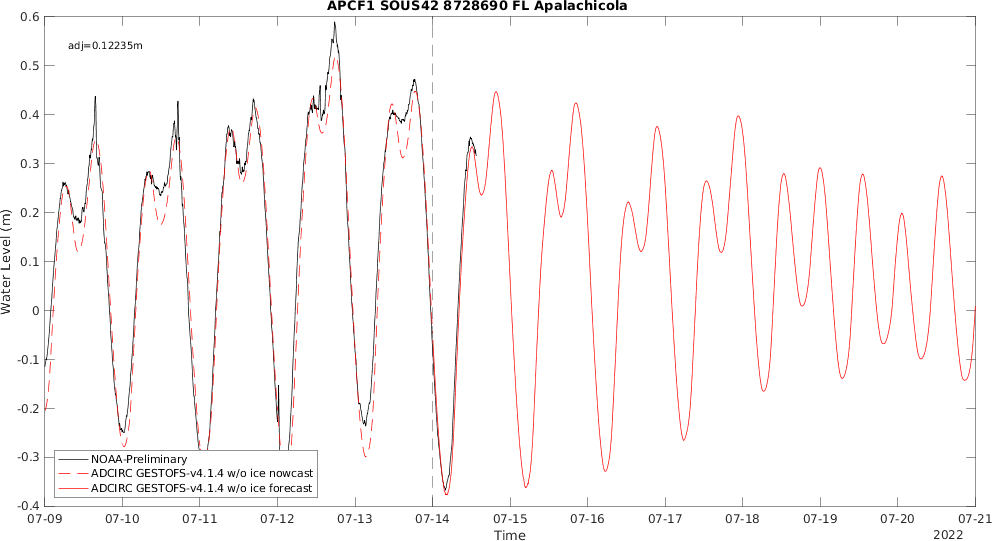 APCF1 SOUS42 8728690 FL Apalachicola
adj=0.12235m
0.6
0.5
0.4
0.3
0.2
0.1
0
-0.1
-0.2
-0.3
-0.4
Water Level (m)
NOAA-Preliminary
ADCIRC GESTOFS-v4.1.4 w/o ice nowcast
ADCIRC GESTOFS-v4.1.4 w/o ice forecast
07-09 07-10 07-11 07-12 07-13 07-14 07-15 07-16 07-17 07-18 07-19 07-20 07-21
Time
2022